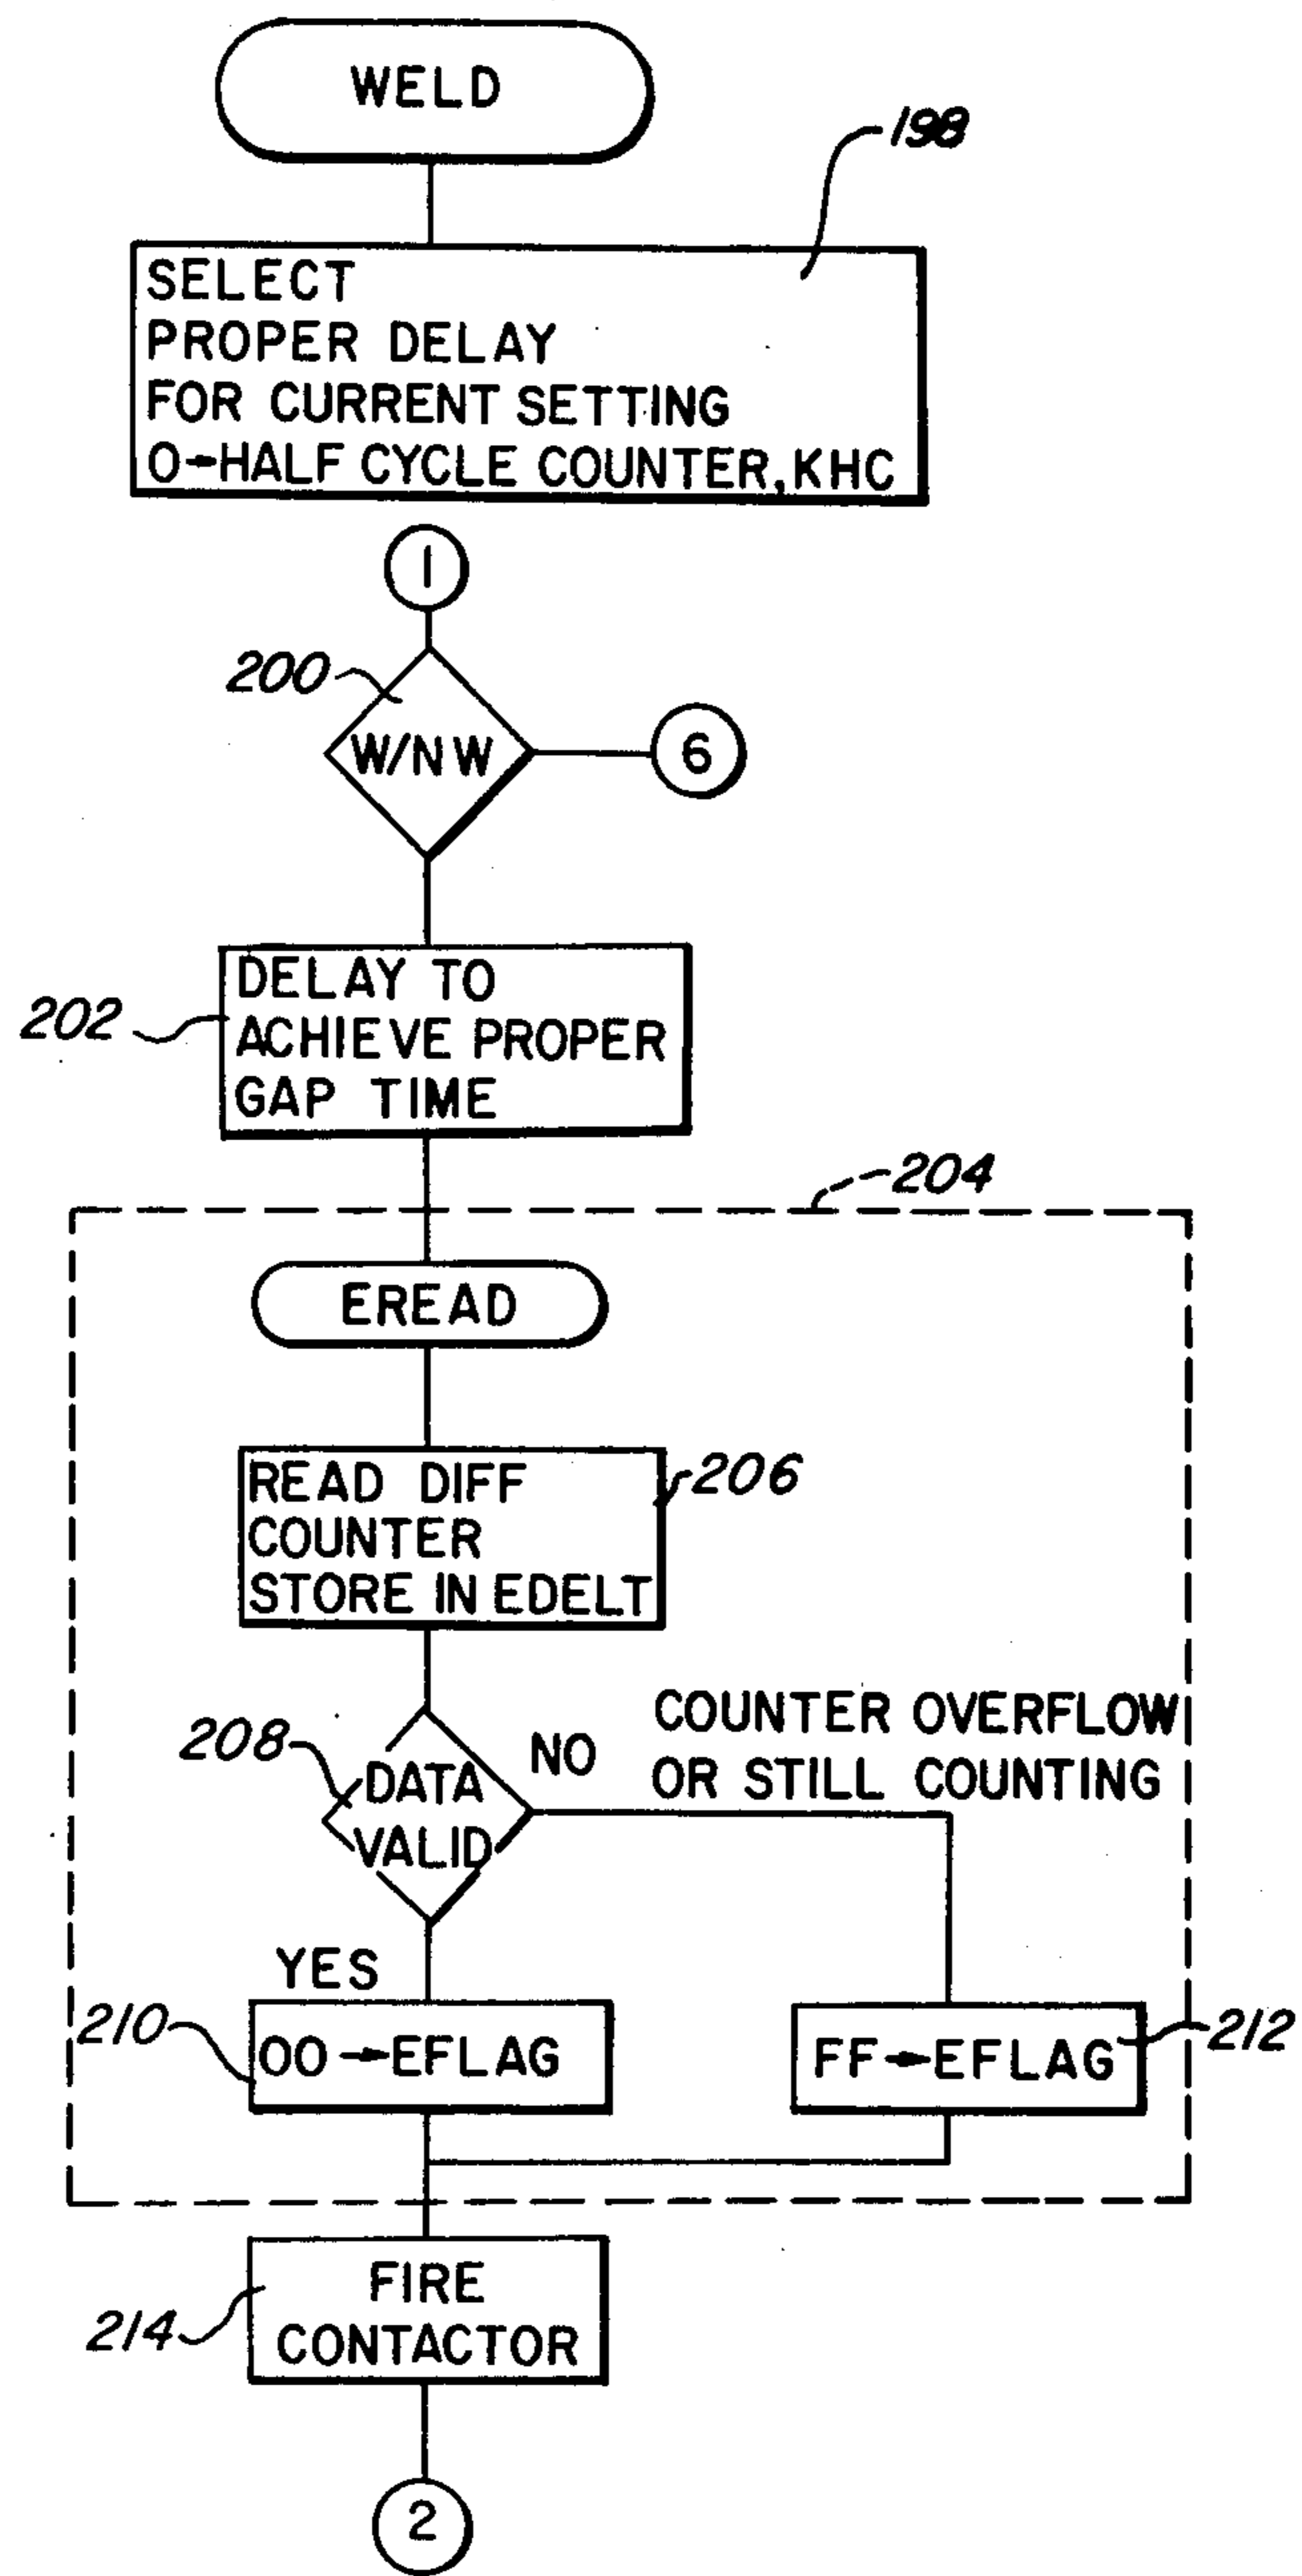 WELD
198
SELECT
PROPER DELAY
FOR CURRENT SETTING
0→HALF CYCLE COUNTER, KHC
1
200
W/NW
6
202
DELAY TO
ACHIEVE PROPER
GAP TIME
204
EREAD
206
READ DIFF
COUNTER
STORE IN EDELT
208
DATA
VALID
NO
COUNTER OVERFLOW
OR STILL COUNTING
YES
210
00→EFLAG
FF→EFLAG
212
214
FIRE
CONTACTOR
2